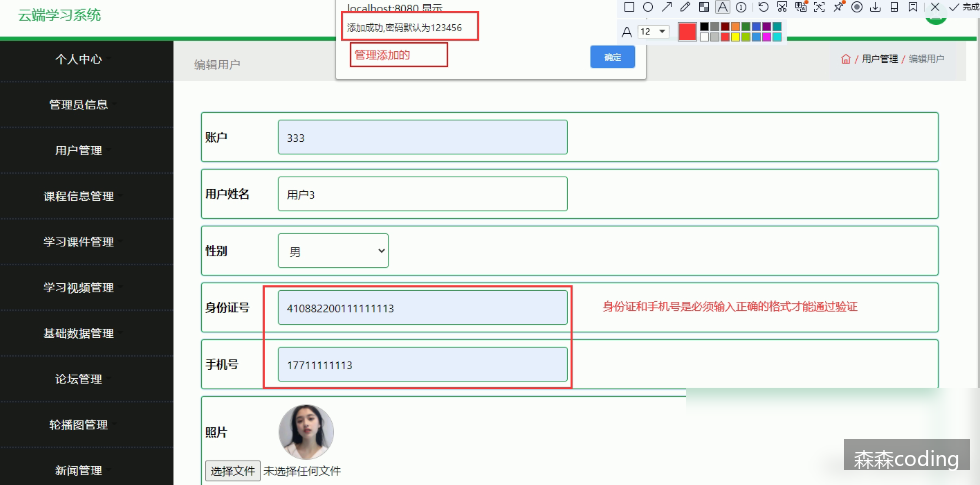 云端学习系统
localhost:8080 显示
添加成功,密码默认为123456
管理添加的
确定
A 12
完成
个人中心
管理员信息
用户管理
课程信息管理
学习课件管理
学习视频管理
基础数据管理
论坛管理
轮播图管理
新闻管理
编辑用户
/ 用户管理 / 编辑用户
账户 333
用户姓名 用户3
性别 男
身份证号 410882200111111113
身份证和手机号是必须输入正确的格式才能通过验证
手机号 17711111113
照片
选择文件 未选择任何文件
森森coding